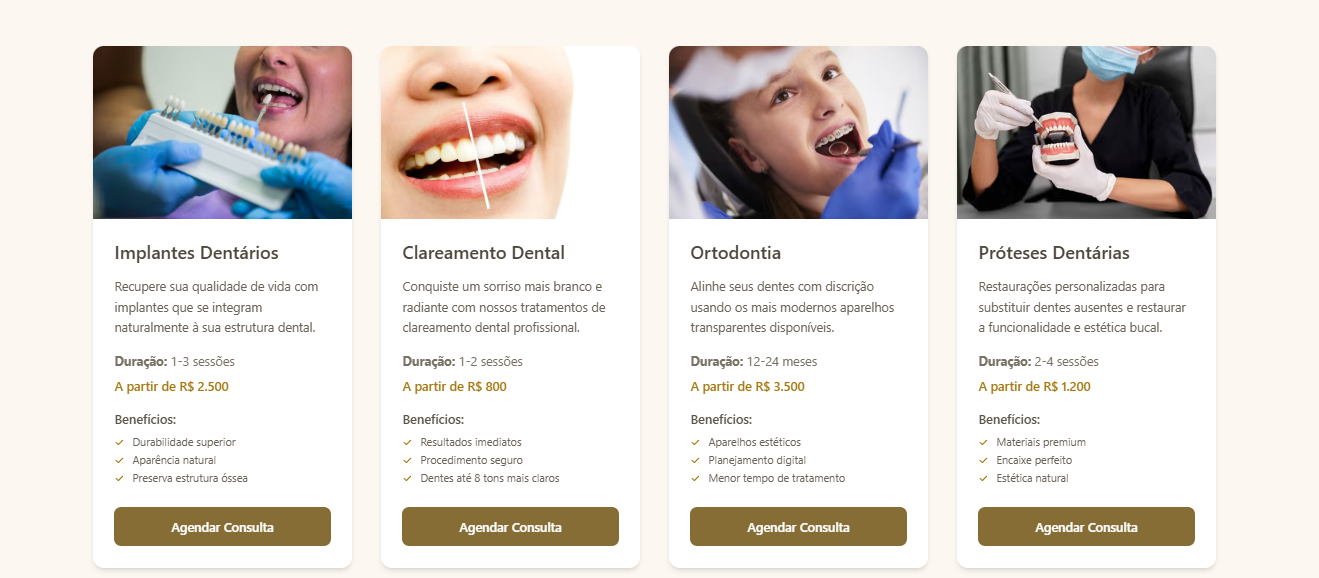 Implantes Dentários
Recupere sua qualidade de vida com
implantes que se integram
naturalmente à sua estrutura dental.
Duração: 1-3 sessões
A partir de R$ 2.500
Benefícios:
Durabilidade superior
Aparência natural
Preserva estrutura óssea
Agendar Consulta
Clareamento Dental
Conquiste um sorriso mais branco e
radiante com nossos tratamentos de
clareamento dental profissional.
Duração: 1-2 sessões
A partir de R$ 800
Benefícios:
Resultados imediatos
Procedimento seguro
Dentes até 8 tons mais claros
Agendar Consulta
Ortodontia
Alinhe seus dentes com discrição
usando os mais modernos aparelhos
transparentes disponíveis.
Duração: 12-24 meses
A partir de R$ 3.500
Benefícios:
Aparelhos estéticos
Planejamento digital
Menor tempo de tratamento
Agendar Consulta
Próteses Dentárias
Restaurações personalizadas para
substituir dentes ausentes e restaurar
a funcionalidade e estética bucal.
Duração: 2-4 sessões
A partir de R$ 1.200
Benefícios:
Materiais premium
Encaixe perfeito
Estética natural
Agendar Consulta